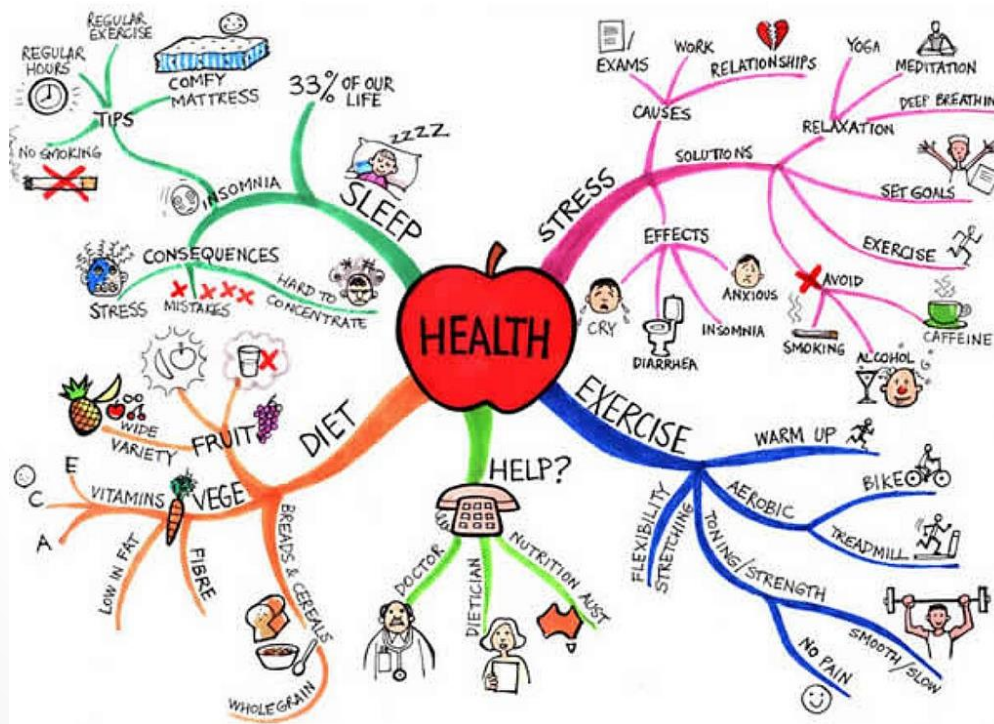 HEALTH
SLEEP
33% OF OUR
LIFE
ZZZZ
INSOMNIA
TIPS
REGULAR
EXERCISE
REGULAR
HOURS
COMFY
MATTRESS
NO SMOKING
CONSEQUENCES
STRESS
MISTAKES
HARD TO
CONCENTRATE
STRESS
CAUSES
EXAMS
WORK
RELATIONSHIPS
SOLUTIONS
RELAXATION
YOGA
MEDITATION
DEEP BREATHIN
SET GOALS
EXERCISE
AVOID
SMOKING
ALCOHOL
CAFFEINE
EFFECTS
CRY
DIARRHEA
INSOMNIA
ANXIOUS
DIET
FRUIT
WIDE
VARIETY
VEGE
VITAMINS
E
C
A
LOW IN FAT
FIBRE
BREADS & CEREALS
WHOLEGRAIN
HELP?
DOCTOR
DIETICIAN
NUTRITION AUST
EXERCISE
WARM UP
AEROBIC
BIKE
TREADMILL
TONING/STRENGTH
SMOOTH/SLOW
NO PAIN
FLEXIBILITY
STRETCHING